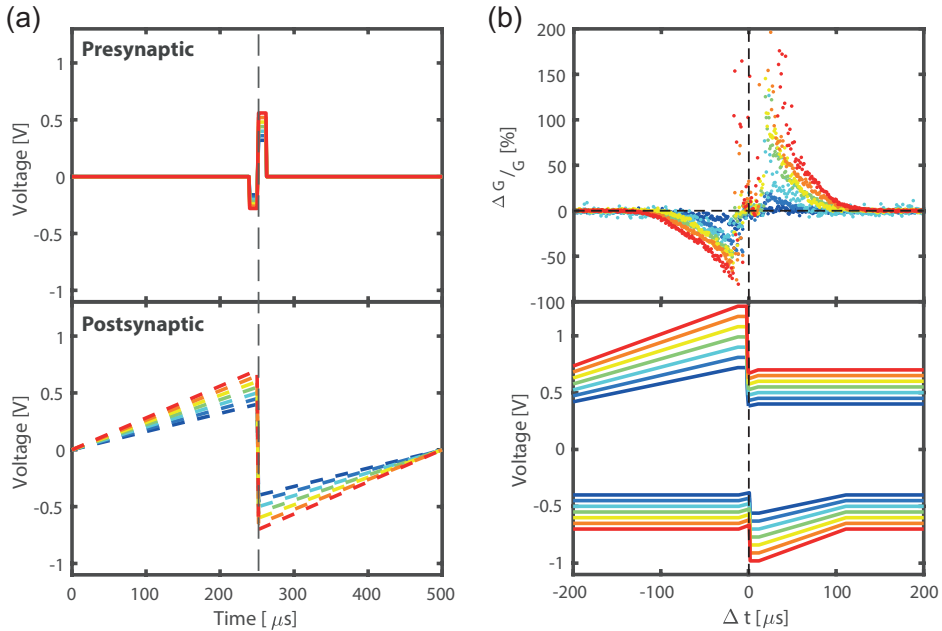 (a)
Presynaptic
Voltage [V]
1
0.5
0
-0.5
-1
Postsynaptic
Voltage [V]
1
0.5
0
-0.5
-1
0 100 200 300 400 500
Time [ μs]
(b)
Δ G/G [%]
200
150
100
50
0
-50
-100
Voltage [V]
1
0.5
0
-0.5
-1
-200 -100 0 100 200
Δ t [μs]